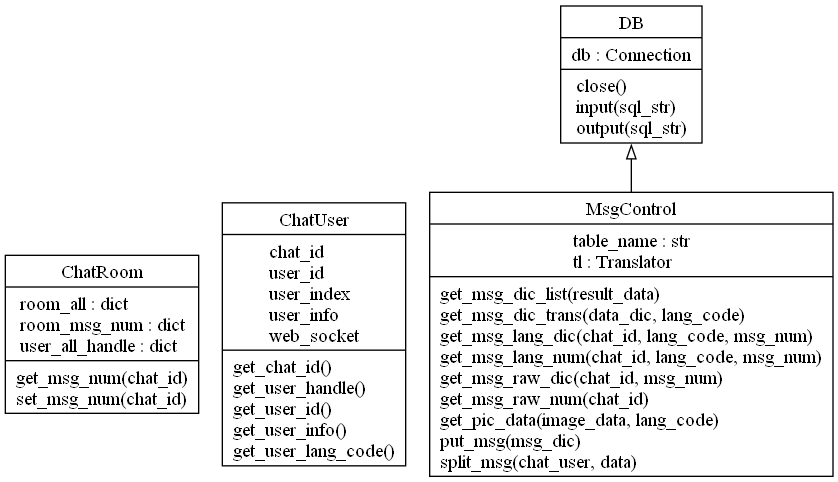 DB
db : Connection
close()
input(sql_str)
output(sql_str)
MsgControl
table_name : str
tl : Translator
get_msg_dic_list(result_data)
get_msg_dic_trans(data_dic, lang_code)
get_msg_lang_dic(chat_id, lang_code, msg_num)
get_msg_lang_num(chat_id, lang_code, msg_num)
get_msg_raw_dic(chat_id, msg_num)
get_msg_raw_num(chat_id)
get_pic_data(image_data, lang_code)
put_msg(msg_dic)
split_msg(chat_user, data)
ChatUser
chat_id
user_id
user_index
user_info
web_socket
get_chat_id()
get_user_handle()
get_user_id()
get_user_info()
get_user_lang_code()
ChatRoom
room_all : dict
room_msg_num : dict
user_all_handle : dict
get_msg_num(chat_id)
set_msg_num(chat_id)